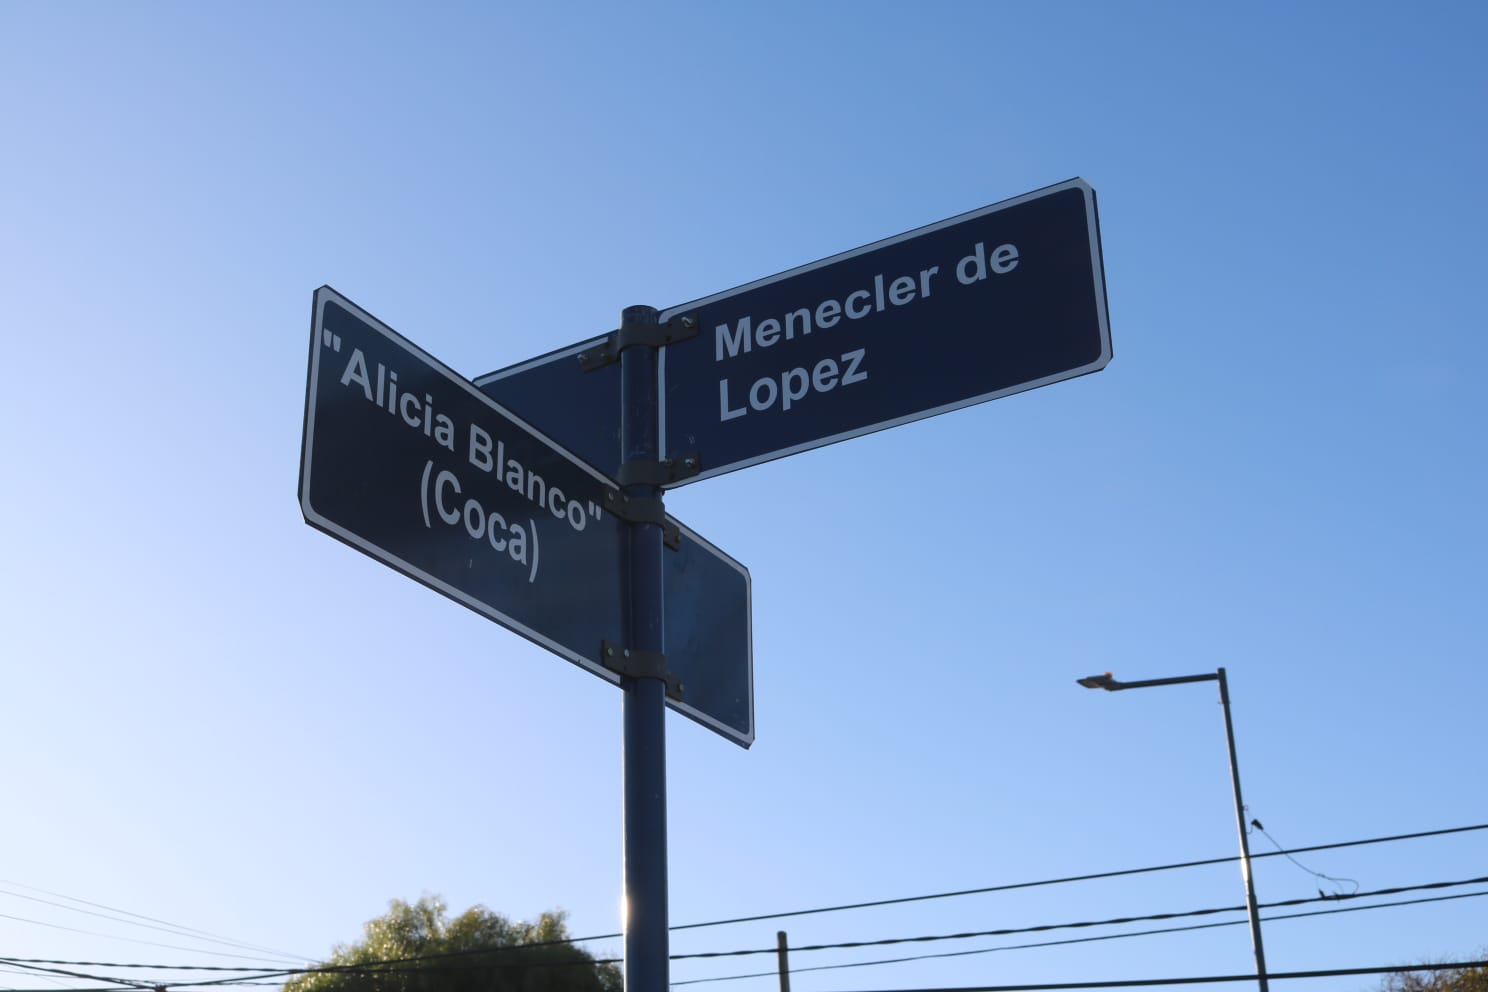 "Alicia Blanco"
(Coca)
Menecler de
Lopez